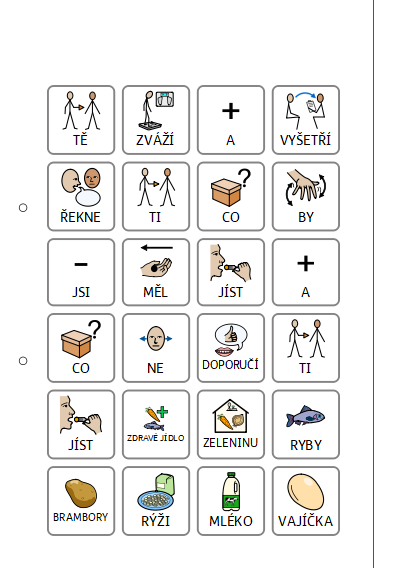 TĚ ZVÁŽÍ A VYŠETŘÍ
ŘEKNE TI CO BY
JSI MĚL JÍST A
CO NE DOPORUČÍ TI
JÍST ZDRAVÉ JÍDLO ZELENINU RYBY
BRAMBORY RÝŽI MLÉKO VAJÍČKA